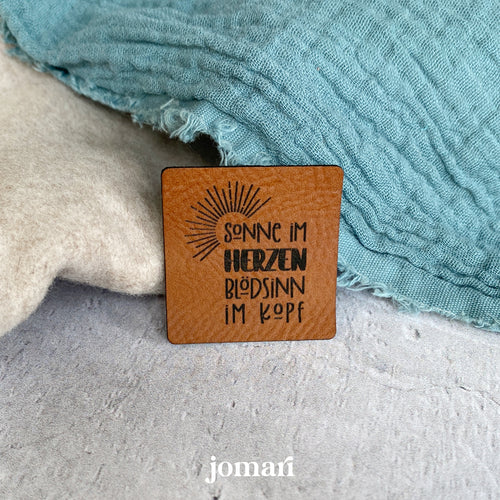 SONNE IM
HERZEN
BLÖDSINN
IM KOPF
jomari